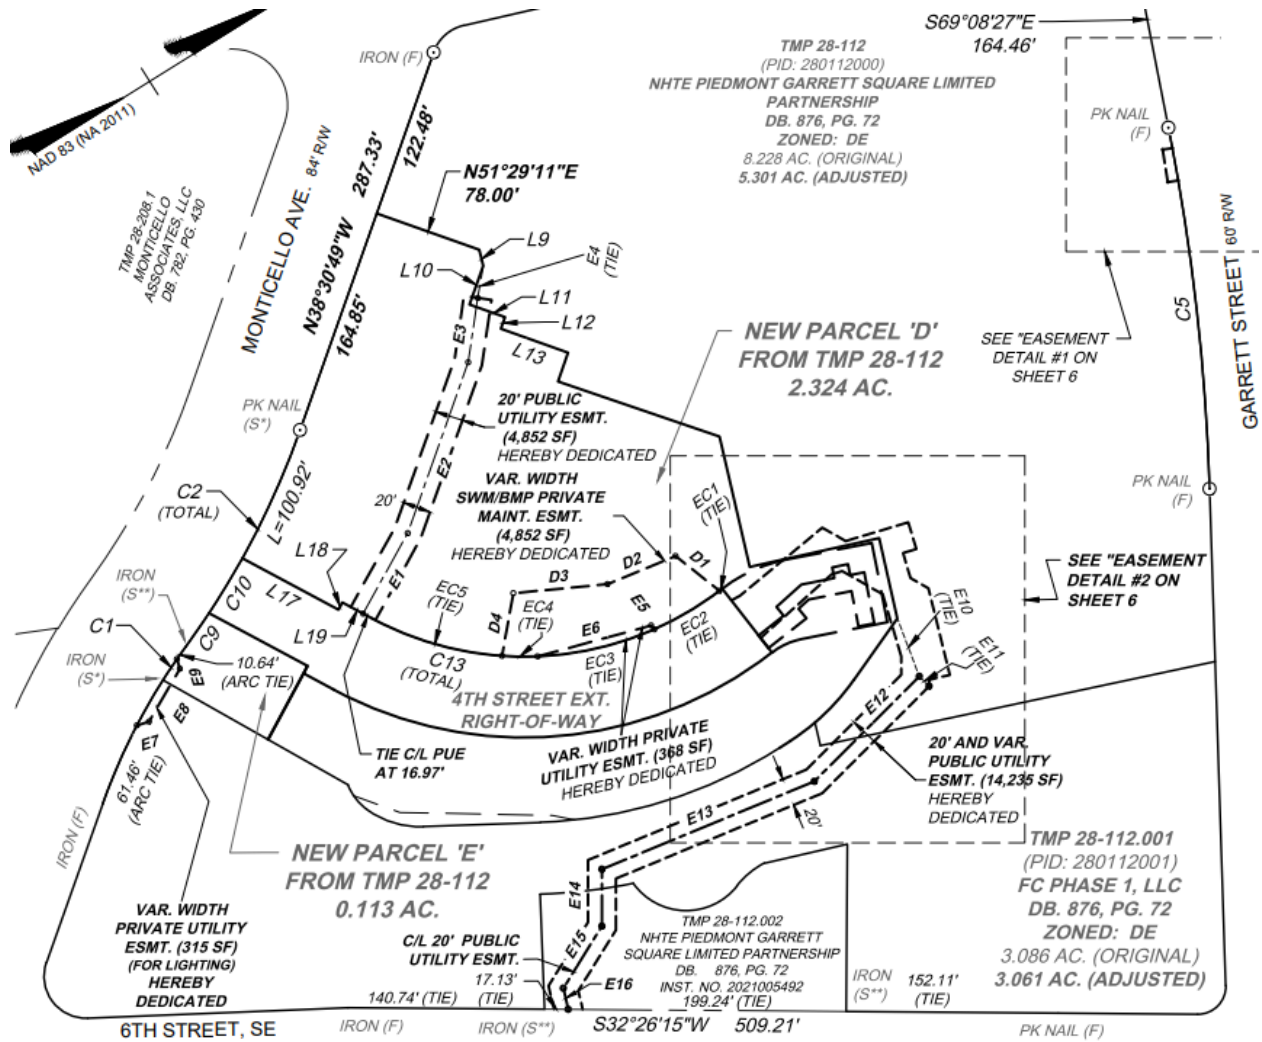 S69°08'27"E
164.46'
IRON (F)
TMP 28-112
(PID: 280112000)
NHTE PIEDMONT GARRETT SQUARE LIMITED
PARTNERSHIP
DB. 876, PG. 72
ZONED: DE
8.228 AC. (ORIGINAL)
5.301 AC. (ADJUSTED)
PK NAIL
(F)
NAD 83 (NA 2011)
MONTICELLO AVE. 84' R/W
N38°30'49"W 287.33'
122.48'
164.85'
N51°29'11"E
78.00'
TMP 28-208.1
MONTICELLO
ASSOCIATES, LLC
DB. 782, PG. 430
L9
L10
E4
(TIE)
L11
L12
L13
E3
NEW PARCEL 'D'
FROM TMP 28-112
2.324 AC.
SEE "EASEMENT
DETAIL #1 ON
SHEET 6
C5
GARRETT STREET 60' R/W
PK NAIL
(S*)
20' PUBLIC
UTILITY ESMT.
(4,852 SF)
HEREBY DEDICATED
E2
VAR. WIDTH
SWM/BMP PRIVATE
MAINT. ESMT.
(4,852 SF)
HEREBY DEDICATED
EC1
(TIE)
PK NAIL
(F)
C2
(TOTAL)
L=100.92'
20'
L18
L17
L19
E1
EC5
(TIE)
D1
D2
D3
D4
EC4
(TIE)
E5
E6
EC2
(TIE)
EC3
(TIE)
SEE "EASEMENT
DETAIL #2 ON
SHEET 6
E10
(TIE)
E11
(TIE)
E12
IRON
(S**)
C10
C1
C9
IRON
(S*)
10.64'
(ARC TIE)
E9
E8
E7
61.46'
(ARC TIE)
C13
(TOTAL)
4TH STREET EXT.
RIGHT-OF-WAY
TIE C/L PUE
AT 16.97'
VAR. WIDTH PRIVATE
UTILITY ESMT. (368 SF)
HEREBY DEDICATED
20' AND VAR.
PUBLIC UTILITY
ESMT. (14,235 SF)
HEREBY
DEDICATED
E13
20'
IRON (F)
NEW PARCEL 'E'
FROM TMP 28-112
0.113 AC.
TMP 28-112.001
(PID: 280112001)
FC PHASE 1, LLC
DB. 876, PG. 72
ZONED: DE
3.086 AC. (ORIGINAL)
3.061 AC. (ADJUSTED)
VAR. WIDTH
PRIVATE UTILITY
ESMT. (315 SF)
(FOR LIGHTING)
HEREBY
DEDICATED
E14
E15
E16
C/L 20' PUBLIC
UTILITY ESMT.
TMP 28-112.002
NHTE PIEDMONT GARRETT
SQUARE LIMITED PARTNERSHIP
DB. 876, PG. 72
INST. NO. 2021005492
199.24' (TIE)
140.74' (TIE)
17.13'
(TIE)
IRON
(S**)
152.11'
(TIE)
6TH STREET, SE
IRON (F)
IRON (S**)
S32°26'15"W 509.21'
PK NAIL (F)